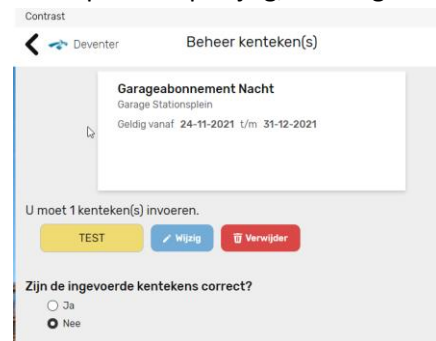 Contrast
Deventer
Beheer kenteken(s)
Garageabonnement Nacht
Garage Stationsplein
Geldig vanaf 24-11-2021 t/m 31-12-2021
U moet 1 kenteken(s) invoeren.
TEST
Wijzig
Verwijder
Zijn de ingevoerde kentekens correct?
Ja
Nee